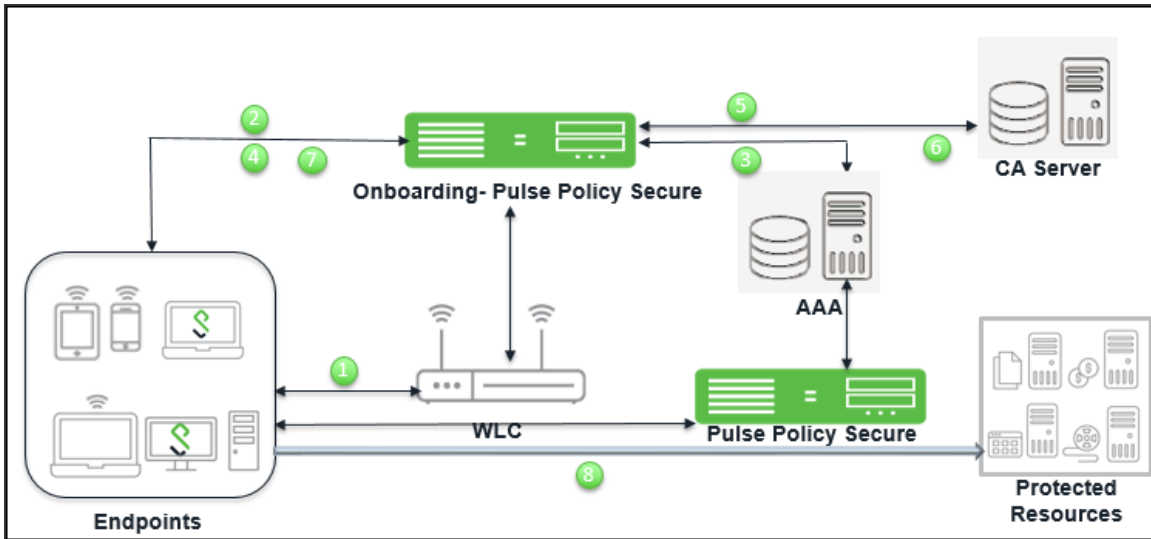 2
5
4
7
3
6
CA Server
Onboarding- Pulse Policy Secure
AAA
1
WLC
Pulse Policy Secure
8
Endpoints
Protected
Resources